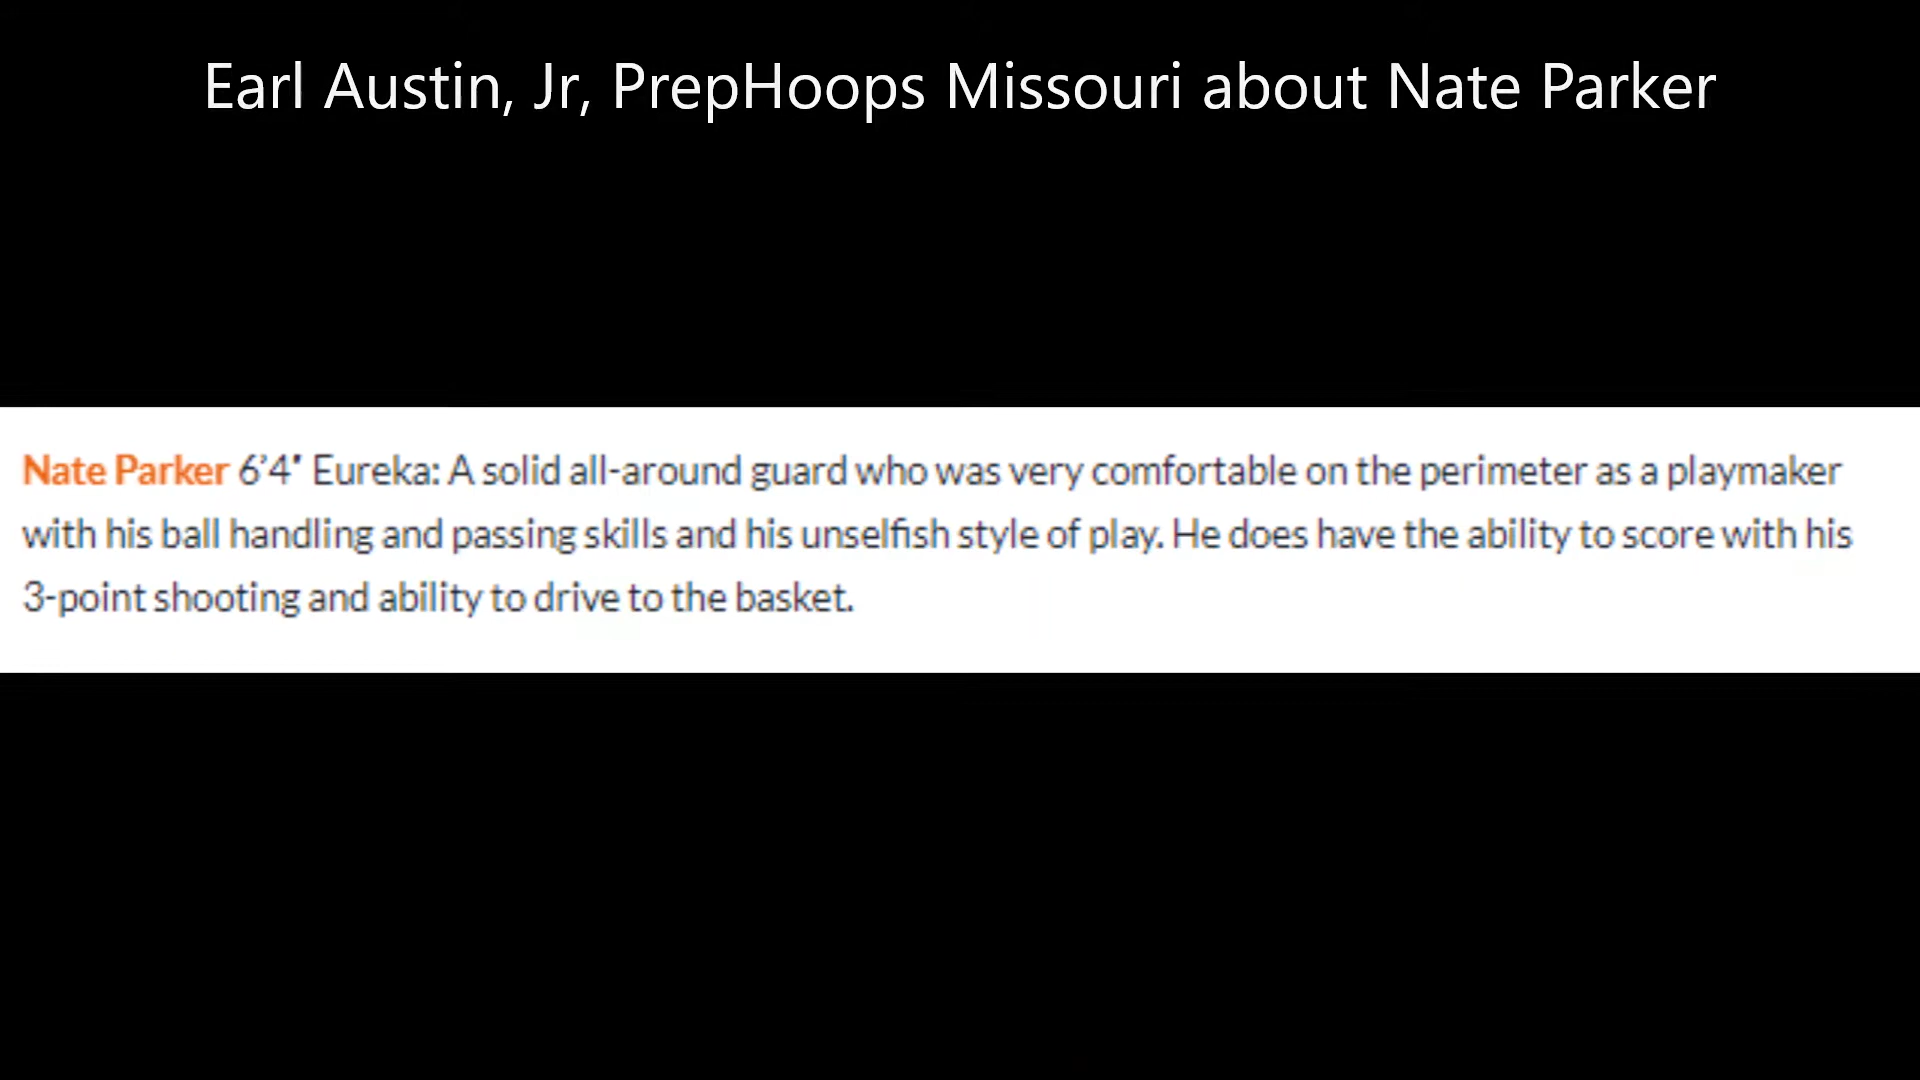 Earl Austin, Jr, PrepHoops Missouri about Nate Parker
Nate Parker 6’4″ Eureka: A solid all-around guard who was very comfortable on the perimeter as a playmaker
with his ball handling and passing skills and his unselfish style of play. He does have the ability to score with his
3-point shooting and ability to drive to the basket.